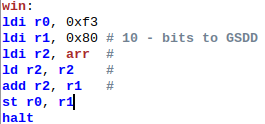 win:
ldi r0, 0xf3
ldi r1, 0x80 # 10 - bits to GSDD
ldi r2, arr #
ld r2, r2 #
add r2, r1 #
st r0, r1
halt